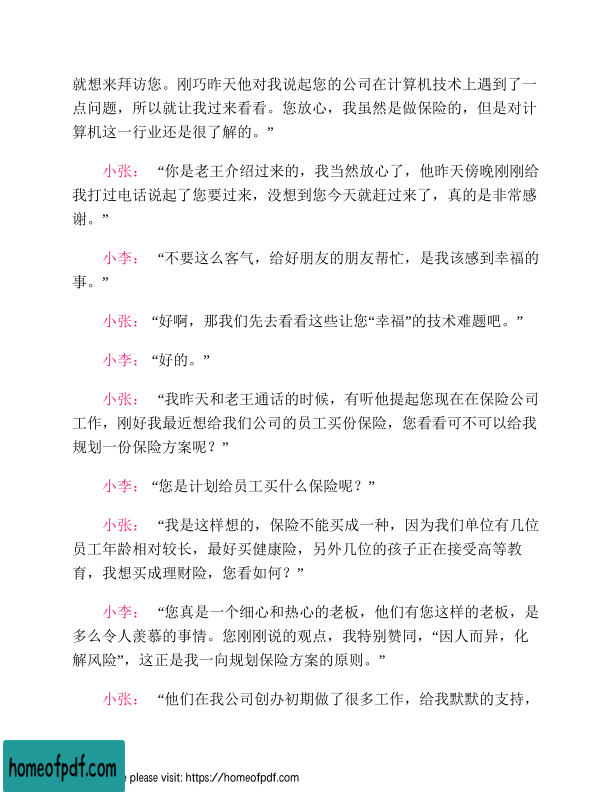 就想来拜访您。刚巧昨天他对我说起您的公司在计算机技术上遇到了一
点问题，所以就让我过来看看。您放心，我虽然是做保险的，但是对计
算机这一行业还是很了解的。”
小张： “你是老王介绍过来的，我当然放心了，他昨天傍晚刚刚给
我打过电话说起了您要过来，没想到您今天就赶过来了，真的是非常感
谢。”
小李： “不要这么客气，给好朋友的朋友帮忙，是我该感到幸福的
事。”
小张： “好啊，那我们先去看看这些让您“幸福”的技术难题吧。”
小李： “好的。”
小张： “我昨天和老王通话的时候，有听他提起您现在在保险公司
工作，刚好我最近想给我们公司的员工买份保险，您看看可不可以给我
规划一份保险方案呢？”
小李： “您是计划给员工买什么保险呢？”
小张： “我是这样想的，保险不能买成一种，因为我们单位有几位
员工年龄相对较长，最好买健康险，另外几位的孩子正在接受高等教
育，我想买成理财险，您看如何？”
小李： “您真是一个细心和热心的老板，他们有您这样的老板，是
多么令人羡慕的事情。您刚刚说的观点，我特别赞同，“因人而异，化
解风险”，这正是我一向规划保险方案的原则。”
小张： “他们在我公司创办初期做了很多工作，给我默默的支持，
homeofpdf.com
e please visit: https://homeofpdf.com